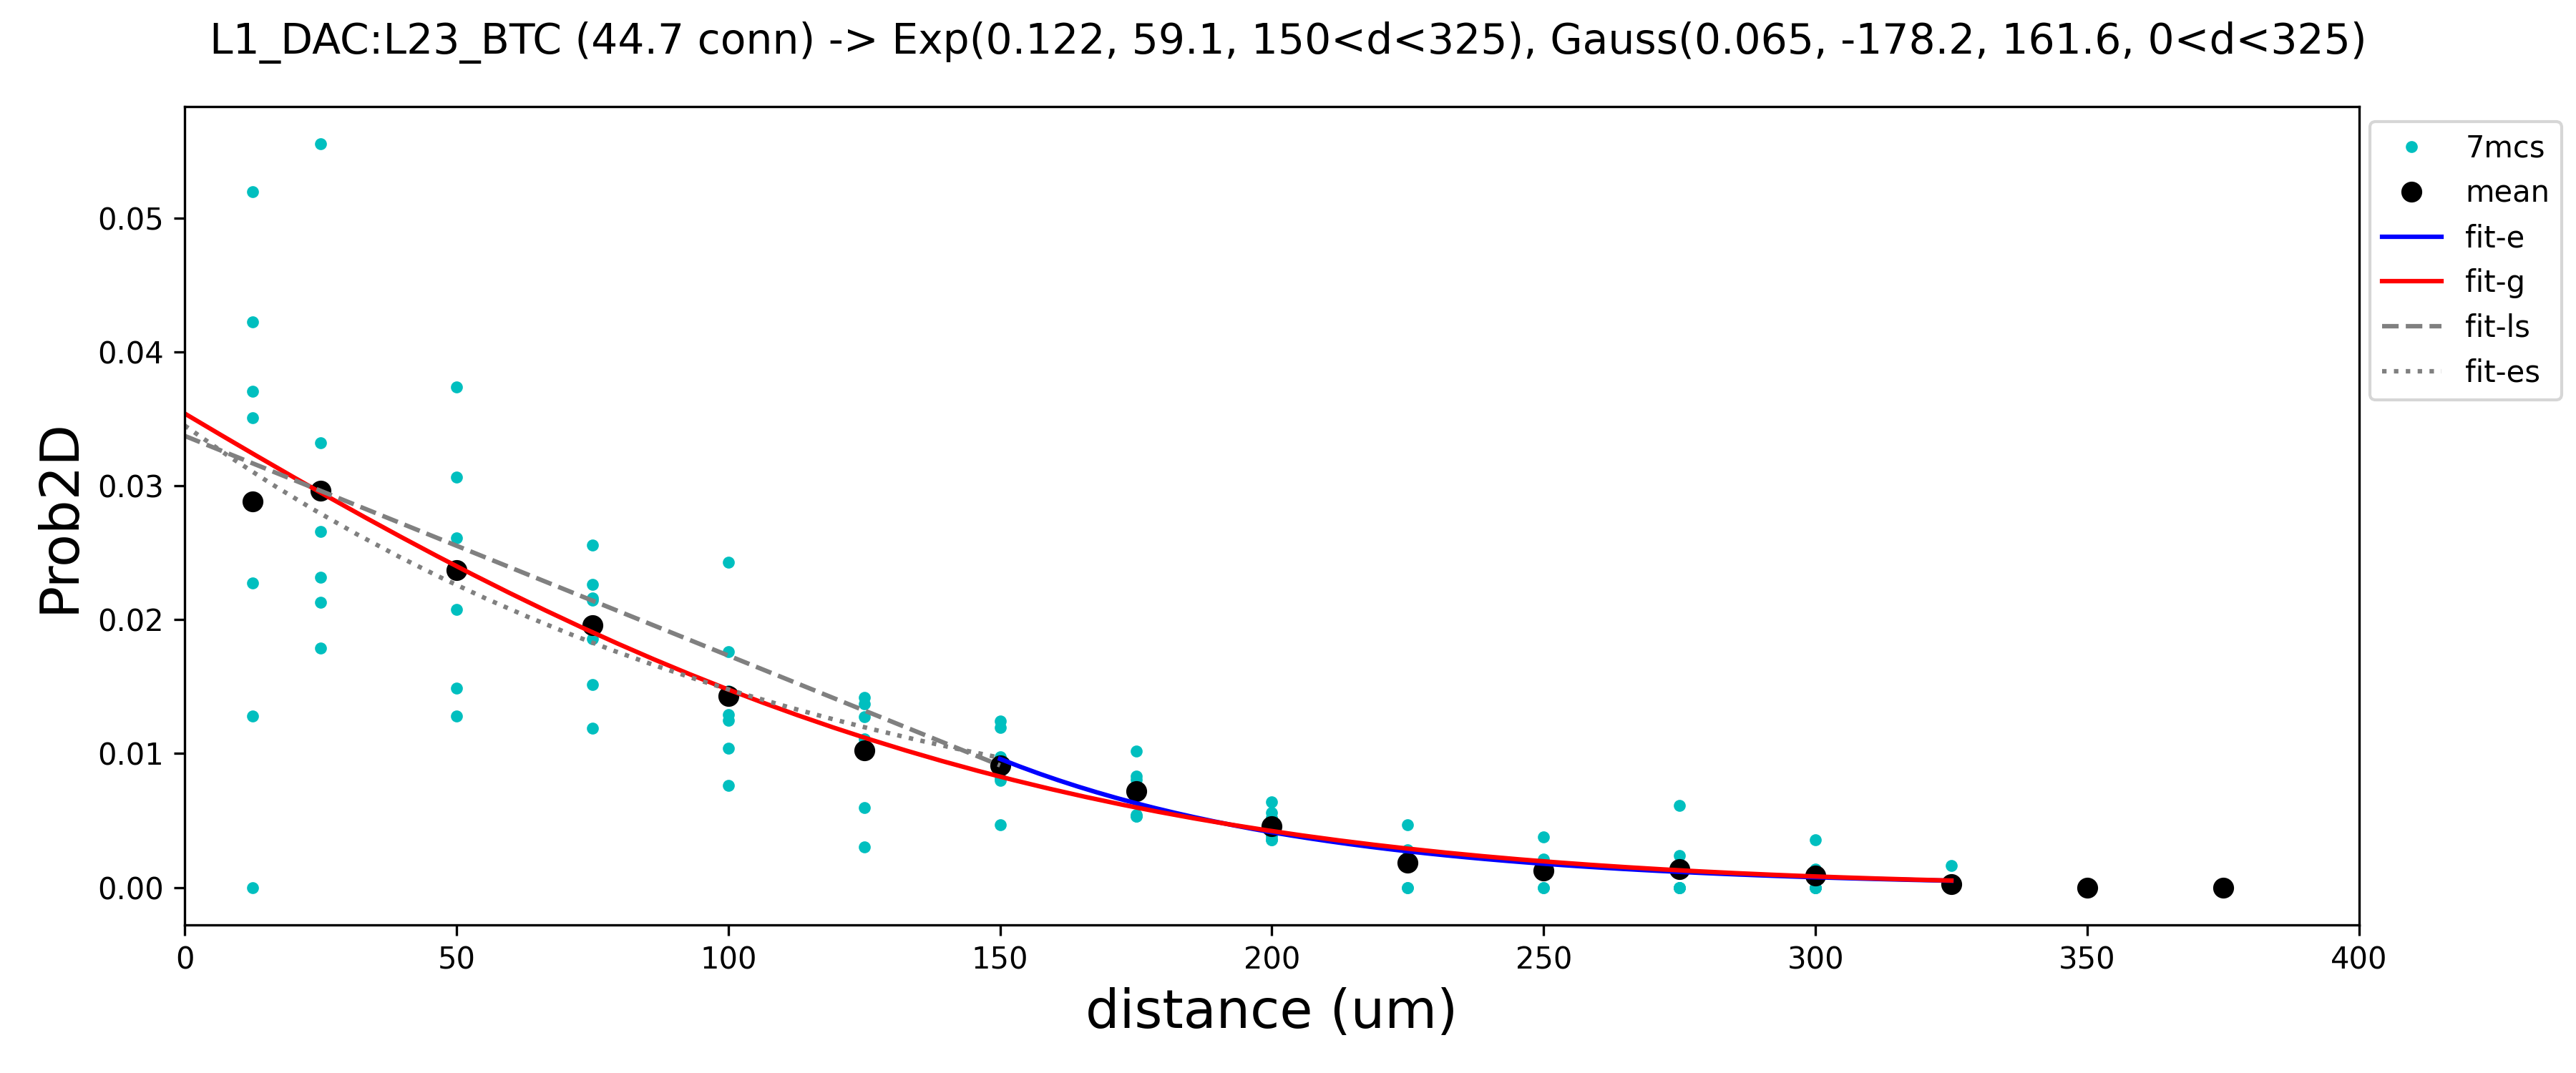 L1_DAC:L23_BTC (44.7 conn) -> Exp(0.122, 59.1, 150<d<325), Gauss(0.065, -178.2, 161.6, 0<d<325)
7mcs
mean
fit-e
fit-g
fit-ls
fit-es
Prob2D
0.05
0.04
0.03
0.02
0.01
0.00
0 50 100 150 200 250 300 350 400
distance (um)